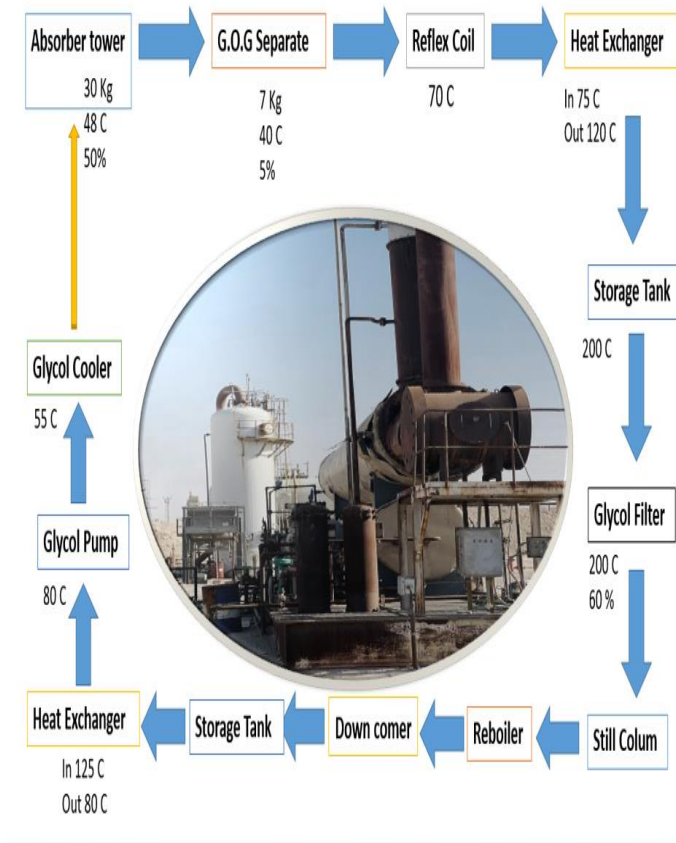 Absorber tower
30 Kg
48 C
50%
G.O.G Separate
7 Kg
40 C
5%
Reflex Coil
70 C
Heat Exchanger
In 75 C
Out 120 C
Storage Tank
200 C
Glycol Filter
200 C
60 %
Still Colum
Reboiler
Down comer
Storage Tank
Heat Exchanger
In 125 C
Out 80 C
Glycol Pump
80 C
Glycol Cooler
55 C